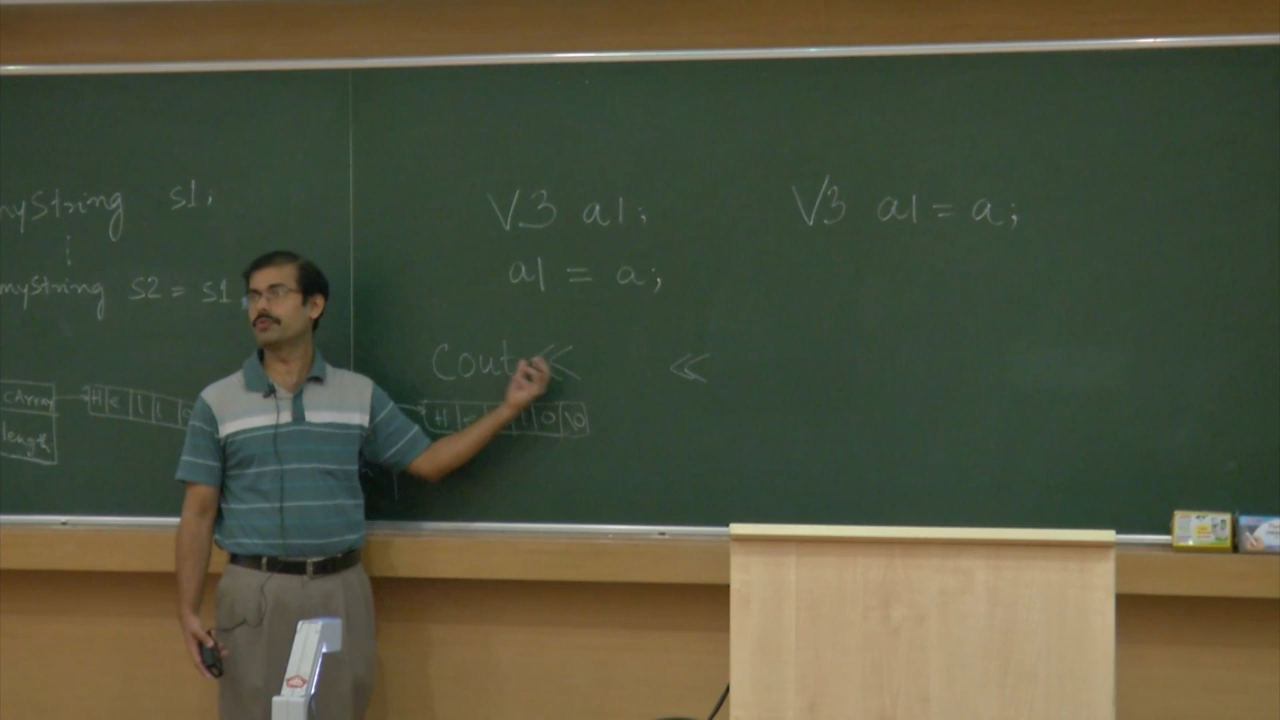 myString s1;
myString s2 = s1
cArray
length
H e l l o
V3 a1;
a1 = a;
Cout << <<
H e l l o \0
V3 a1 = a;